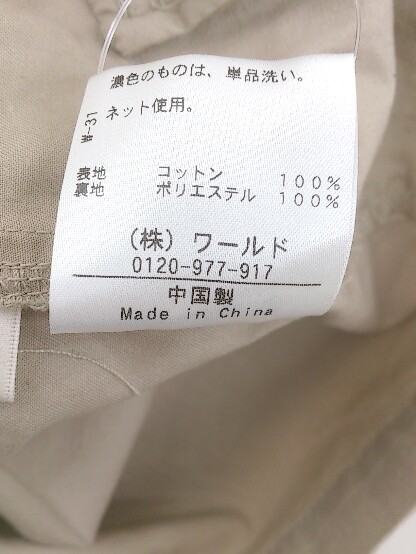 濃色のものは、単品洗い。
ネット使用。
W-31
表地 コットン 100%
裏地 ポリエステル 100%
(株) ワールド
0120-977-917
中国製
Made in China